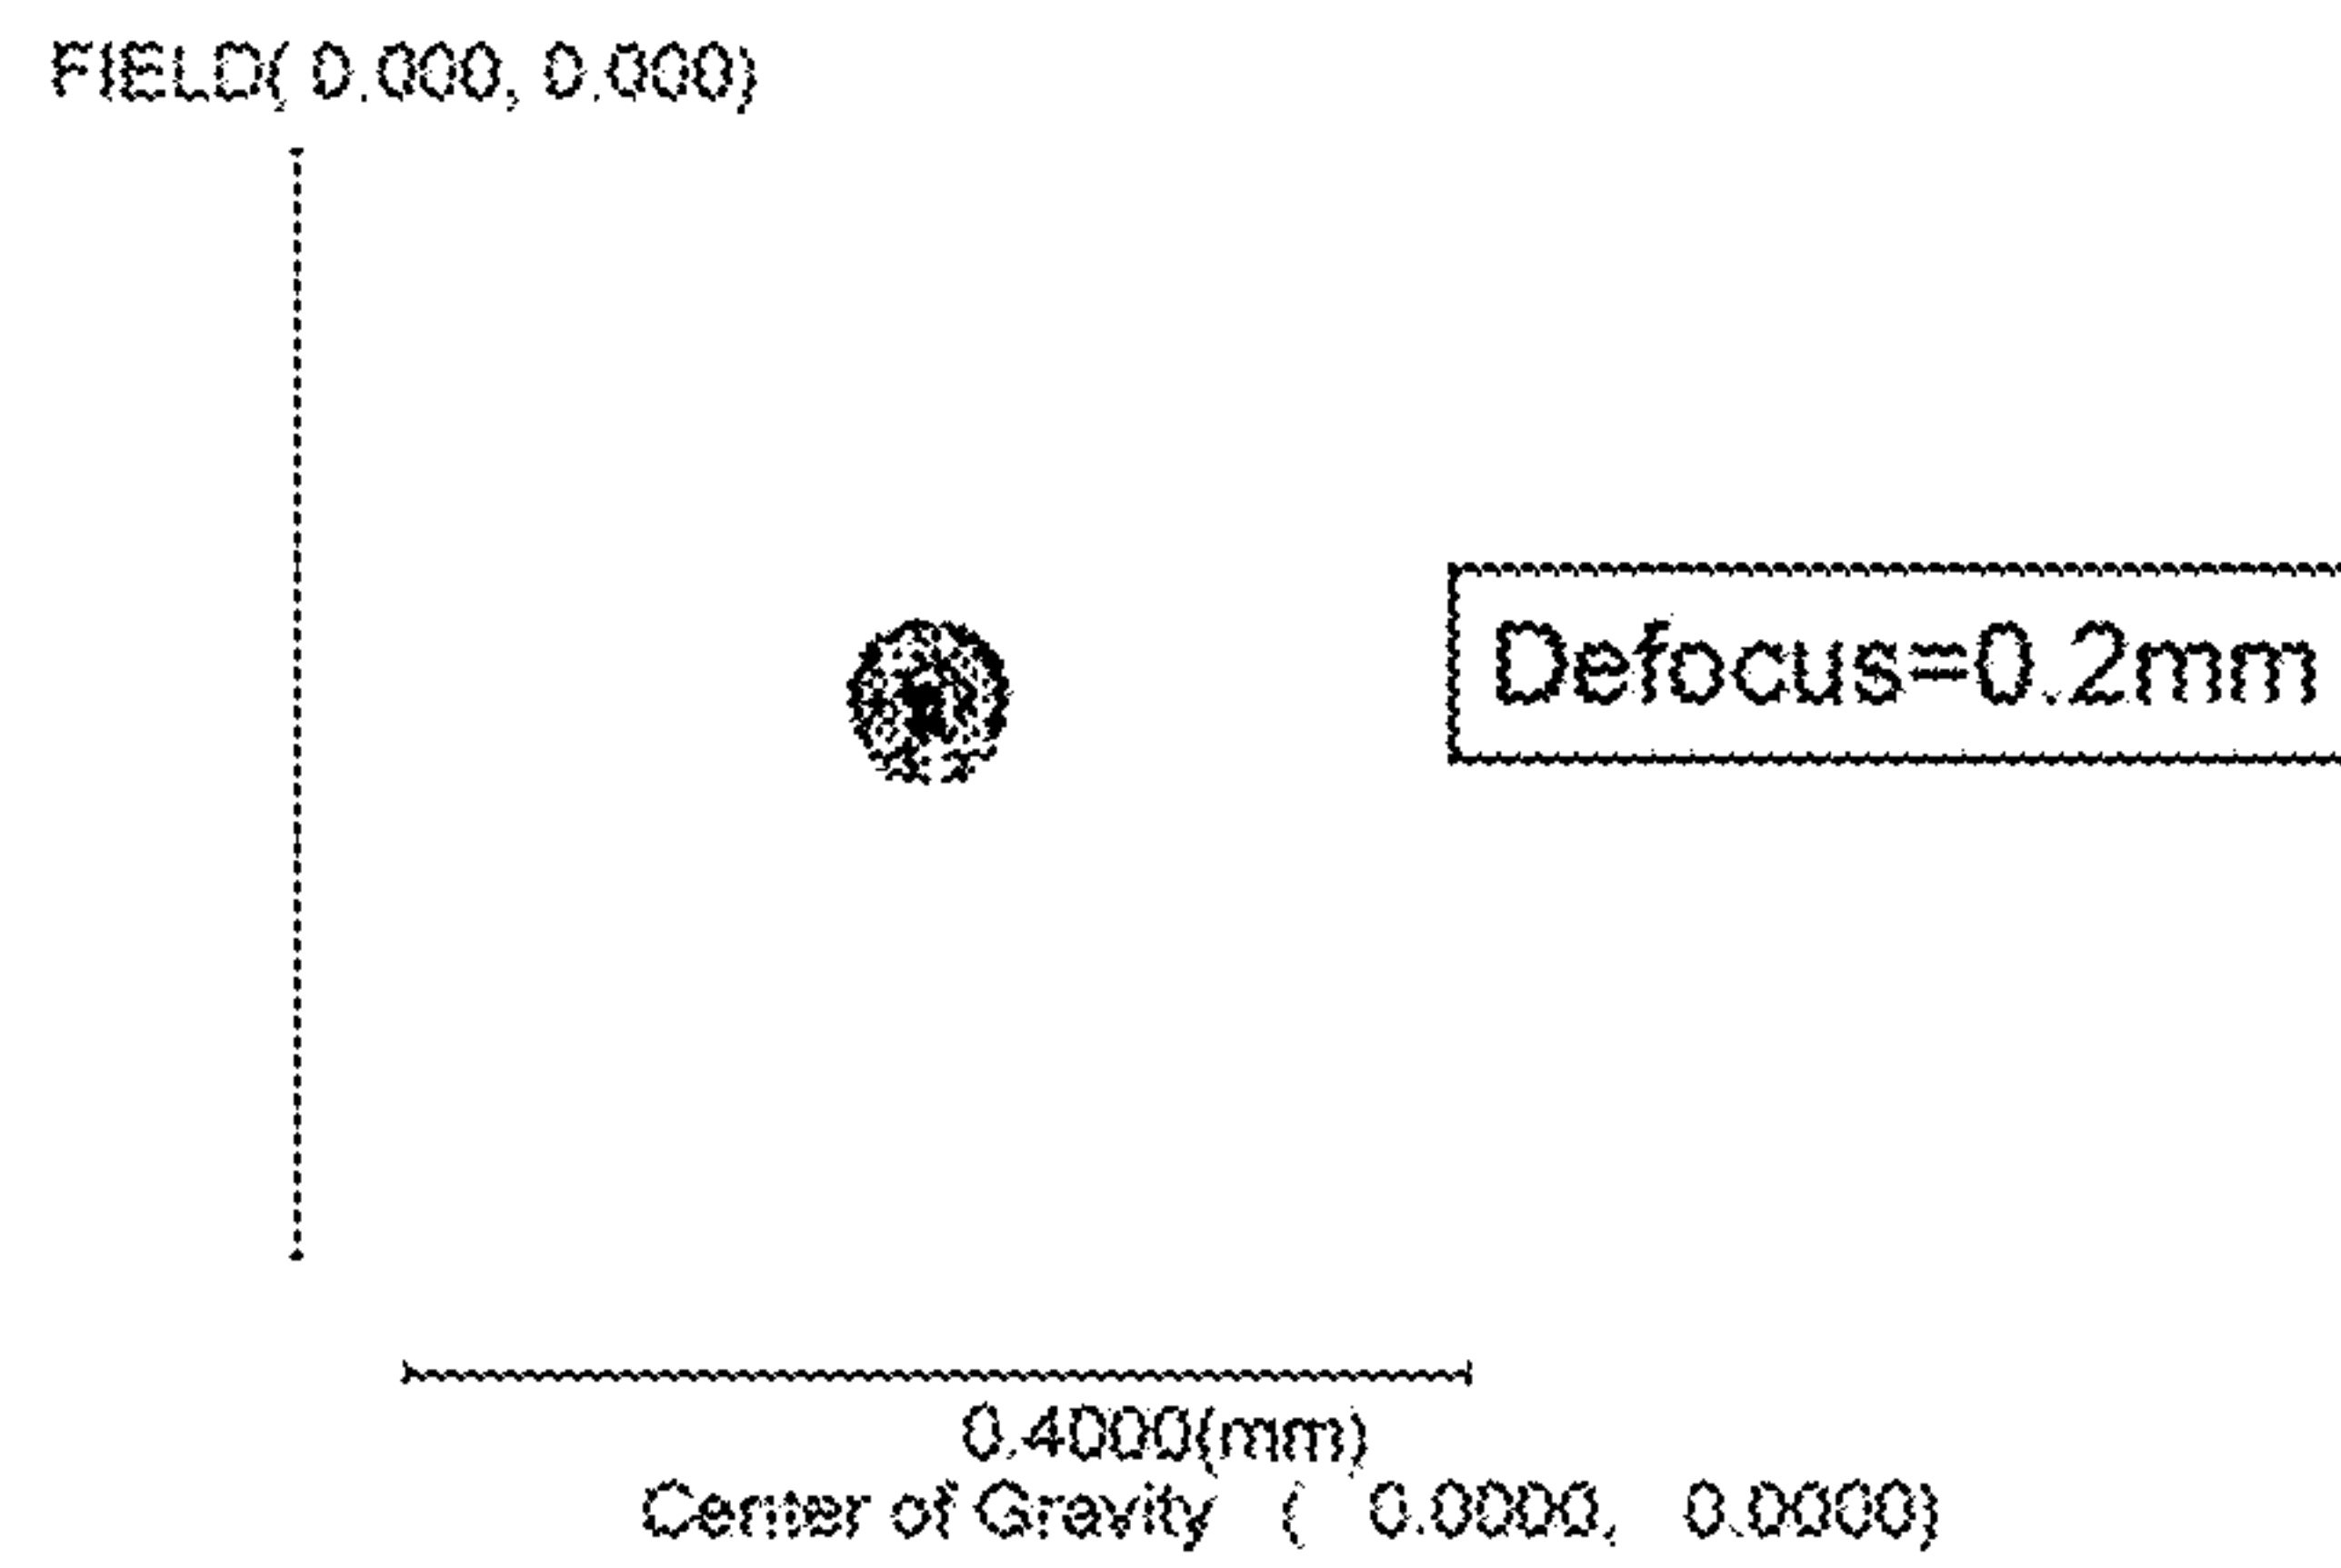 FIELD( 0.000, 0.000)
Defocus=0.2mm
0.4000(mm)
Center of Gravity ( 0.0000, 0.0000)